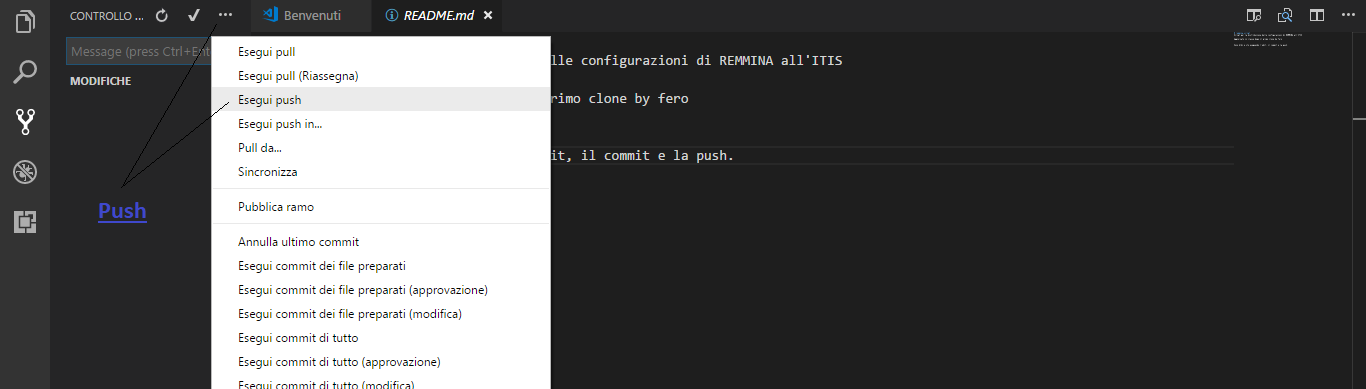 CONTROLLO ...
Benvenuti
README.md
Message (press Ctrl+Ente
MODIFICHE
Push
Esegui pull
Esegui pull (Riassegna)
Esegui push
Esegui push in...
Pull da...
Sincronizza
Pubblica ramo
Annulla ultimo commit
Esegui commit dei file preparati
Esegui commit dei file preparati (approvazione)
Esegui commit dei file preparati (modifica)
Esegui commit di tutto
Esegui commit di tutto (approvazione)
Esegui commit di tutto (modifica)
lle configurazioni di REMMINA all'ITIS
rimo clone by fero
it, il commit e la push.